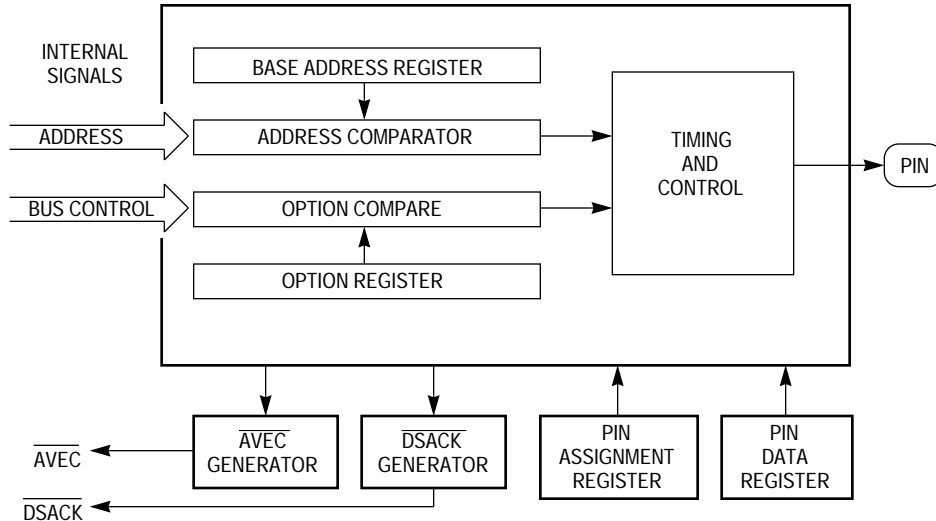 INTERNAL
SIGNALS
BASE ADDRESS REGISTER
ADDRESS
ADDRESS COMPARATOR
TIMING
AND
CONTROL
PIN
BUS CONTROL
OPTION COMPARE
OPTION REGISTER
AVEC
GENERATOR
DSACK
GENERATOR
PIN
ASSIGNMENT
REGISTER
PIN
DATA
REGISTER
AVEC
DSACK